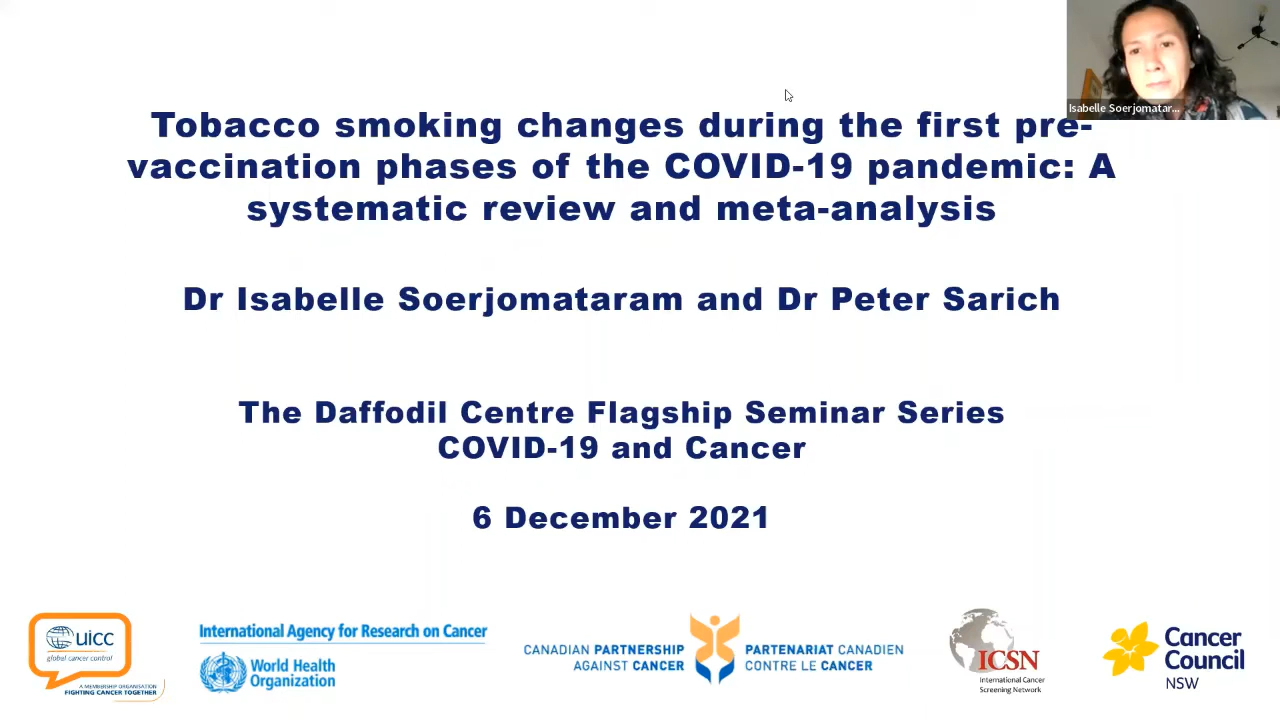 Isabelle Soerjomatar...
Tobacco smoking changes during the first pre-
vaccination phases of the COVID-19 pandemic: A
systematic review and meta-analysis
Dr Isabelle Soerjomataram and Dr Peter Sarich
The Daffodil Centre Flagship Seminar Series
COVID-19 and Cancer
6 December 2021
uicc
global cancer control
A MEMBERSHIP ORGANISATION
FIGHTING CANCER TOGETHER
International Agency for Research on Cancer
World Health
Organization
CANADIAN PARTNERSHIP
AGAINST CANCER
PARTENARIAT CANADIEN
CONTRE LE CANCER
ICSN
International Cancer
Screening Network
Cancer
Council
NSW